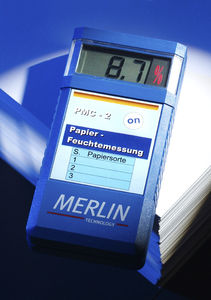 8.7%
PMC - 2
on
Papier -
Feuchtemessung
S. Papiersorte
1
2
3
MERLIN
TECHNOLOGY